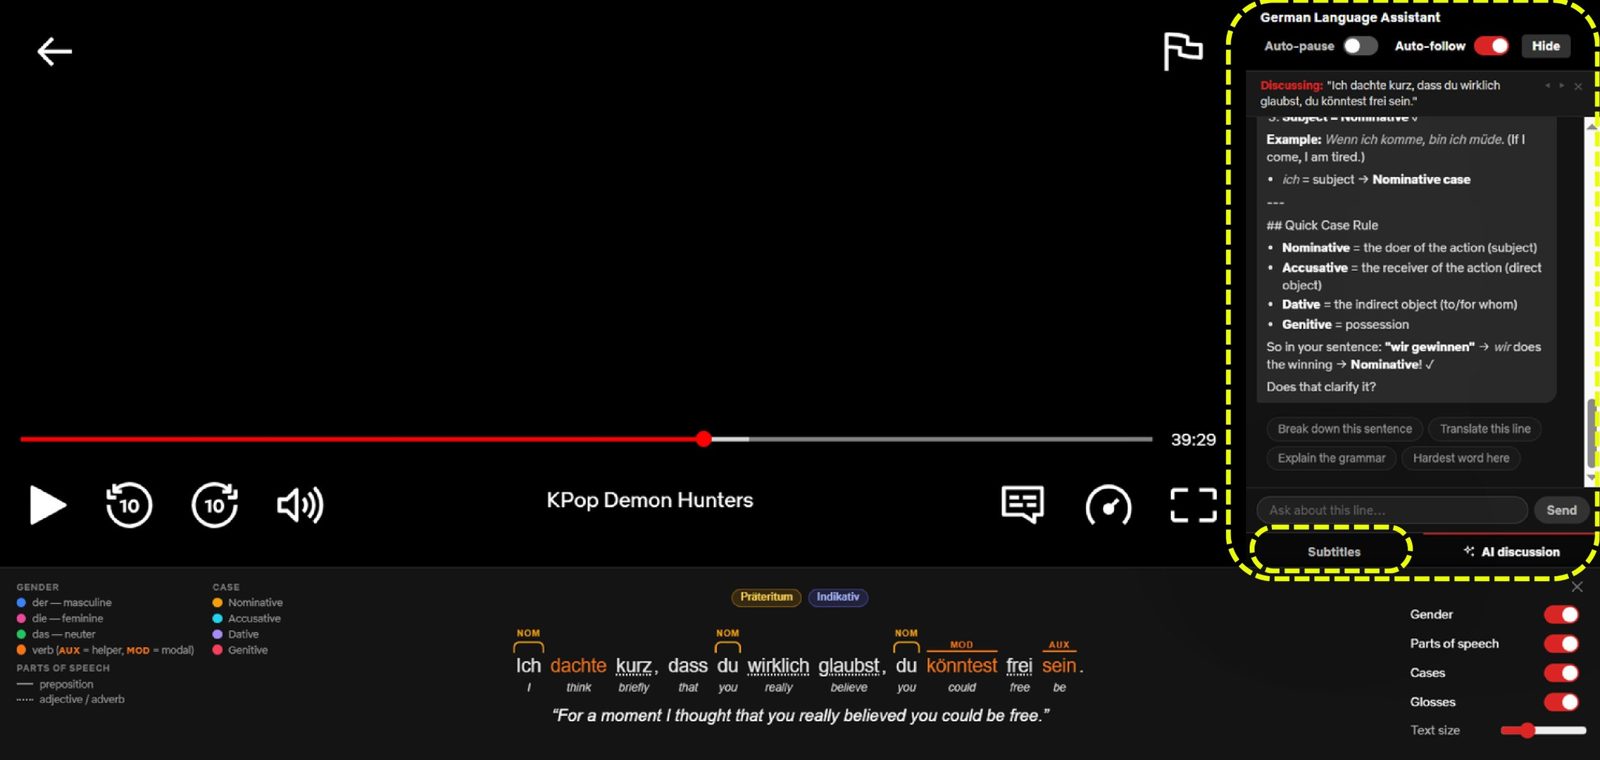 German Language Assistant
Auto-pause Auto-follow Hide
Discussing: "Ich dachte kurz, dass du wirklich
glaubst, du könntest frei sein."
3. Subject = Nominative √
Example: Wenn ich komme, bin ich müde. (If I
come, I am tired.)
• ich = subject → Nominative case
---
## Quick Case Rule
• Nominative = the doer of the action (subject)
• Accusative = the receiver of the action (direct
object)
• Dative = the indirect object (to/for whom)
• Genitive = possession
So in your sentence: "wir gewinnen" → wir does
the winning → Nominative! ✓
Does that clarify it?
Break down this sentence Translate this line
Explain the grammar Hardest word here
Ask about this line... Send
Subtitles AI discussion
39:29
10 10 KPop Demon Hunters
GENDER
der — masculine
die — feminine
das — neuter
verb (AUX = helper, MOD = modal)
PARTS OF SPEECH
preposition
adjective / adverb
CASE
Nominative
Accusative
Dative
Genitive
Präteritum Indikativ
NOM NOM NOM MOD AUX
Ich dachte kurz, dass du wirklich glaubst, du könntest frei sein.
I think briefly that you really believe you could free be
“For a moment I thought that you really believed you could be free.”
Gender
Parts of speech
Cases
Glosses
Text size